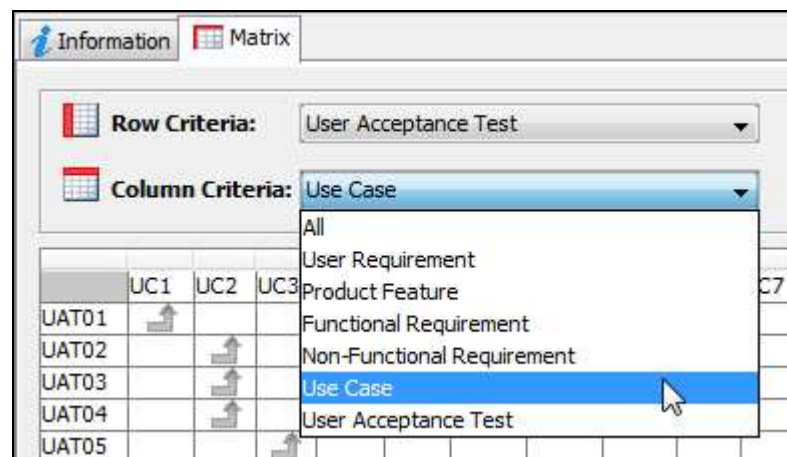 Information Matrix
Row Criteria: User Acceptance Test
Column Criteria: Use Case
All
User Requirement
Product Feature
Functional Requirement
Non-Functional Requirement
Use Case
User Acceptance Test
UC1 UC2 UC3 C7
UAT01
UAT02
UAT03
UAT04
UAT05